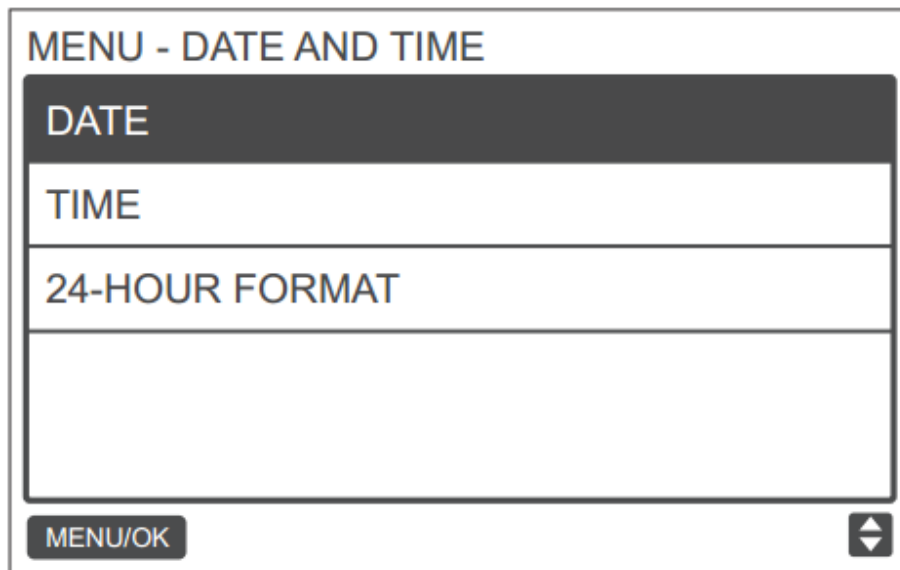 MENU - DATE AND TIME
DATE
TIME
24-HOUR FORMAT
MENU/OK